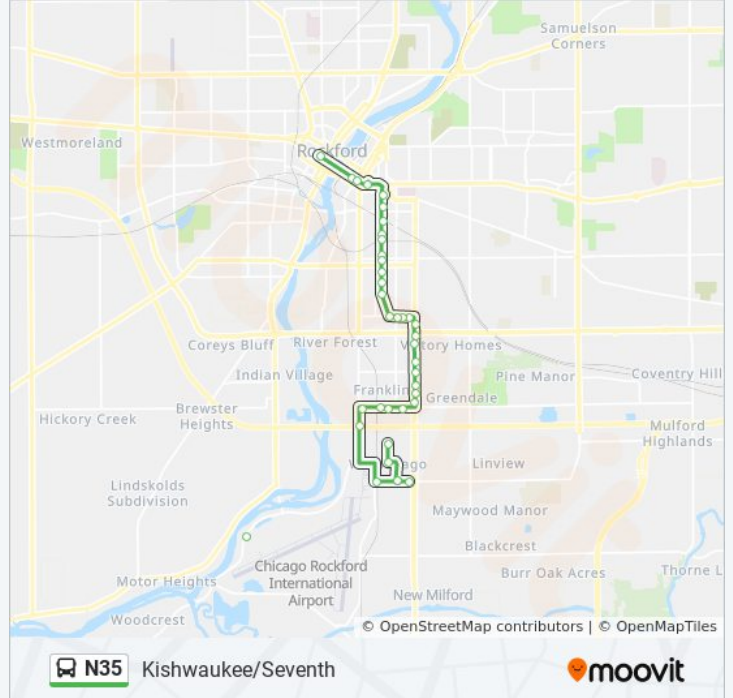 Samuelson
Corners
Westmoreland
Rockford
Coreys Bluff
River Forest
Victory Homes
Indian Village
Pine Manor
Coventry Hill
Franklin
Greendale
Brewster
Heights
Hickory Creek
Mulford
Highlands
Linview
Lindskolds
Subdivision
Maywood Manor
Blackcrest
Chicago Rockford
International
Airport
Motor Heights
Burr Oak Acres
Thorne L
New Milford
Woodcrest
© OpenStreetMap contributors | © OpenMapTiles
N35
Kishwaukee/Seventh
moovit